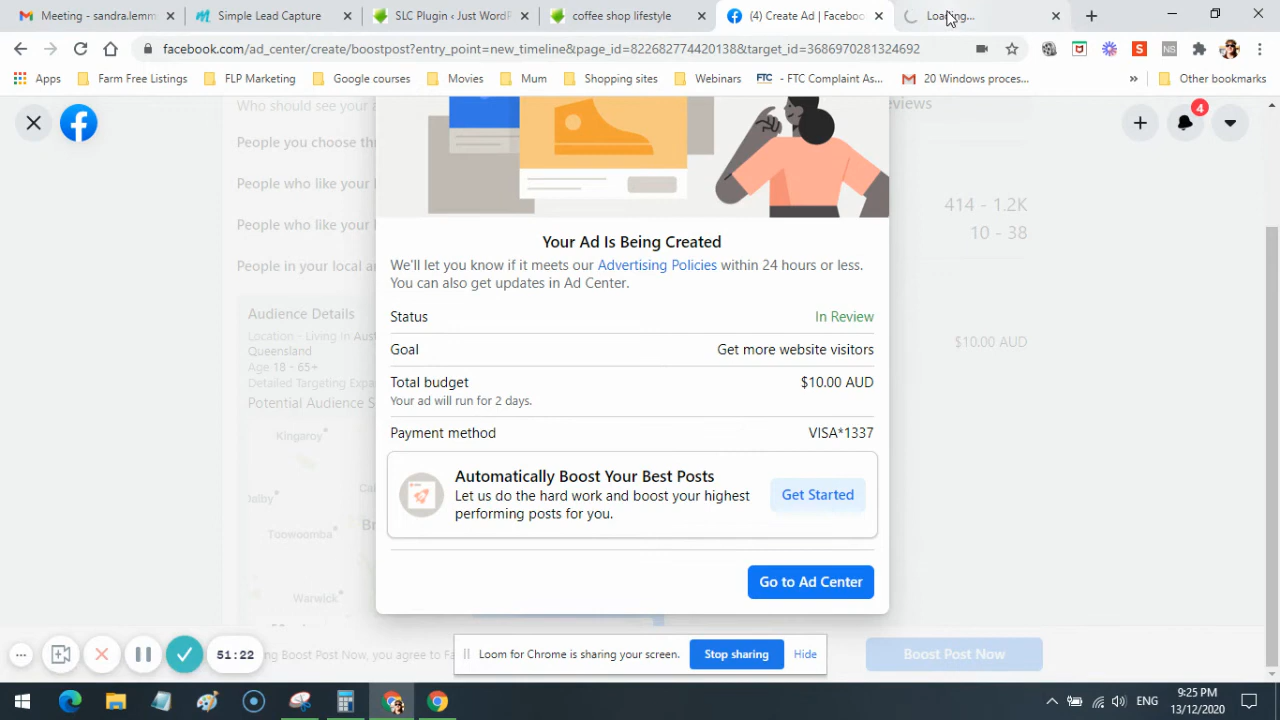 Meeting - sandra.lemm
Simple Lead Capture
SLC Plugin ‹ Just WordP
coffee shop lifestyle
(4) Create Ad | Faceboo
Loading...
facebook.com/ad_center/create/boostpost?entry_point=new_timeline&page_id=822682774420138&target_id=3686970281324692
Apps
Farm Free Listings
FLP Marketing
Google courses
Movies
Mum
Shopping sites
Webinars
FTC - FTC Complaint As...
20 Windows proces...
»
Other bookmarks
Who should see your a
eviews
4
People you choose thr
People who like your
414 - 1.2K
People who like your
10 - 38
Your Ad Is Being Created
People in your local a
We'll let you know if it meets our Advertising Policies within 24 hours or less.
You can also get updates in Ad Center.
Audience Details
Status
In Review
Location - Living In Aust
Queensland
$10.00 AUD
Goal
Get more website visitors
Age 18 - 65+
Detailed Targeting Expa
Total budget
$10.00 AUD
Your ad will run for 2 days.
Potential Audience S
Payment method
VISA*1337
Kingaroy
Automatically Boost Your Best Posts
Let us do the hard work and boost your highest
performing posts for you.
Get Started
Toowoomba
Go to Ad Center
Warwick
51:22
ng Boost Post Now, you agree to Fa
Loom for Chrome is sharing your screen.
Stop sharing
Hide
Boost Post Now
ENG
9:25 PM
13/12/2020